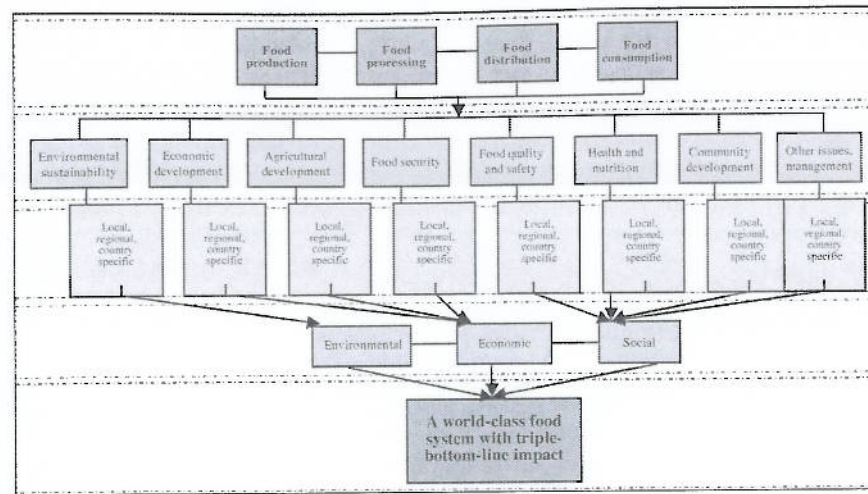 Food
production
Food
processing
Food
distribution
Food
consumption
Environmental
sustainability
Economic
development
Agricultural
development
Food security
Food quality
and safety
Health and
nutrition
Community
development
Other issues,
management
Local,
regional,
country
specific
Local,
regional,
country
specific
Local,
regional,
country
specific
Local,
regional,
country
specific
Local,
regional,
country
specific
Local,
regional,
country
specific
Local,
regional,
country
specific
Local,
regional,
country
specific
Environmental
Economic
Social
A world-class food
system with triple-
bottom-line impact